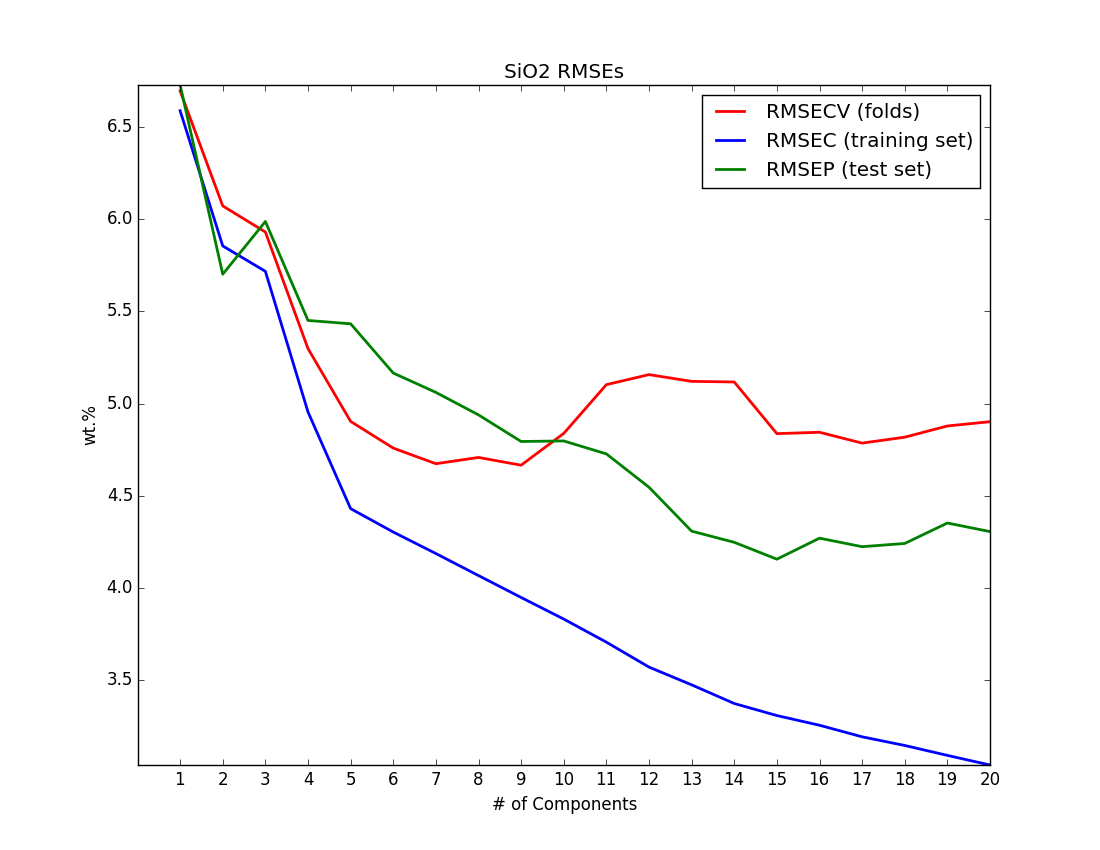 SiO2 RMSEs
RMSECV (folds)
RMSEC (training set)
RMSEP (test set)
6.5
6.0
5.5
5.0
4.5
4.0
3.5
wt.%
1 2 3 4 5 6 7 8 9 10 11 12 13 14 15 16 17 18 19 20
# of Components